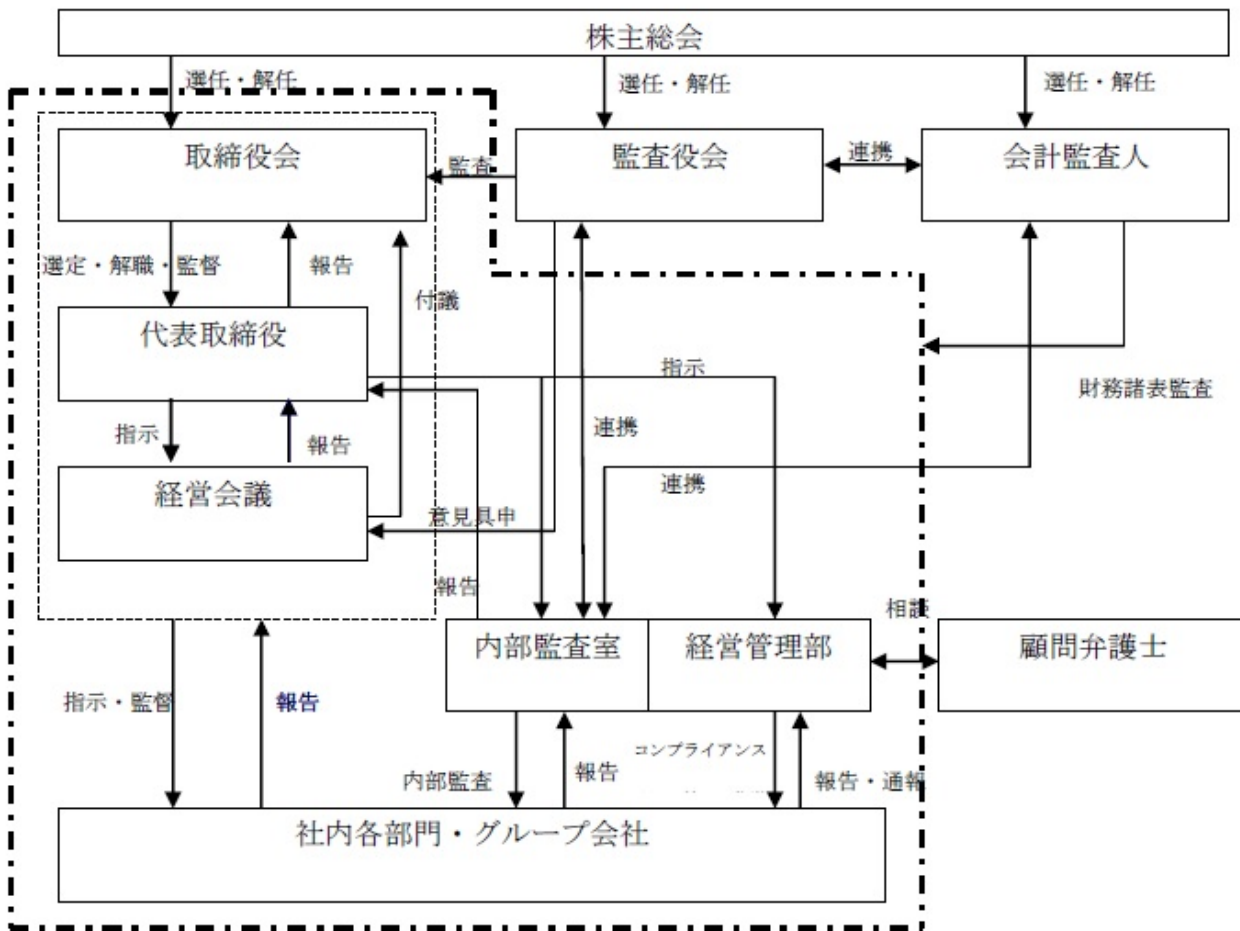 株主総会
選任・解任
選任・解任
選任・解任
取締役会
監査
監査役会
連携
会計監査人
選定・解職・監督
報告
付議
代表取締役
指示
財務諸表監査
指示
報告
連携
連携
経営会議
意見具申
報告
相談
内部監査室
経営管理部
顧問弁護士
指示・監督
報告
内部監査
報告
コンプライアンス
報告・通報
社内各部門・グループ会社